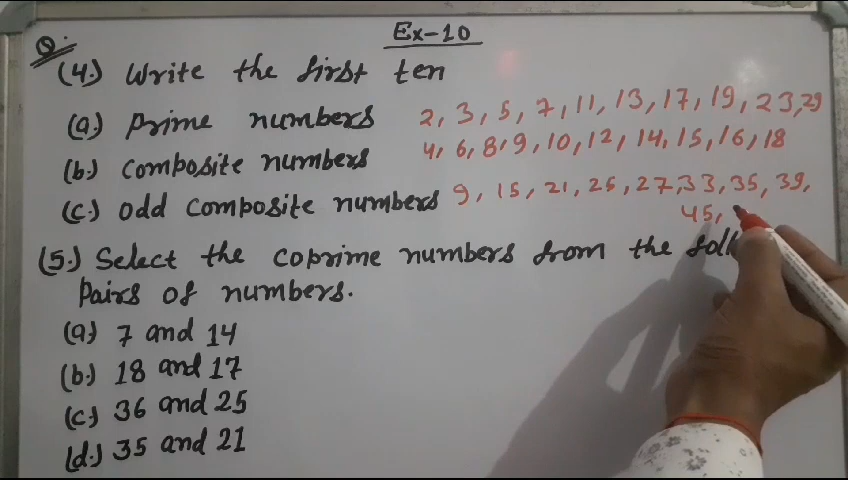 Ex-10
Q.
(4.) Write the first ten
(a.) Prime numbers 2, 3, 5, 7, 11, 13, 17, 19, 23, 29
(b.) Composite numbers 4, 6, 8, 9, 10, 12, 14, 15, 16, 18
(c.) odd composite numbers 9, 15, 21, 25, 27, 33, 35, 39,
45,
(5.) Select the coprime numbers from the foll
Pairs of numbers.
(a.) 7 and 14
(b.) 18 and 17
(c.) 36 and 25
(d.) 35 and 21